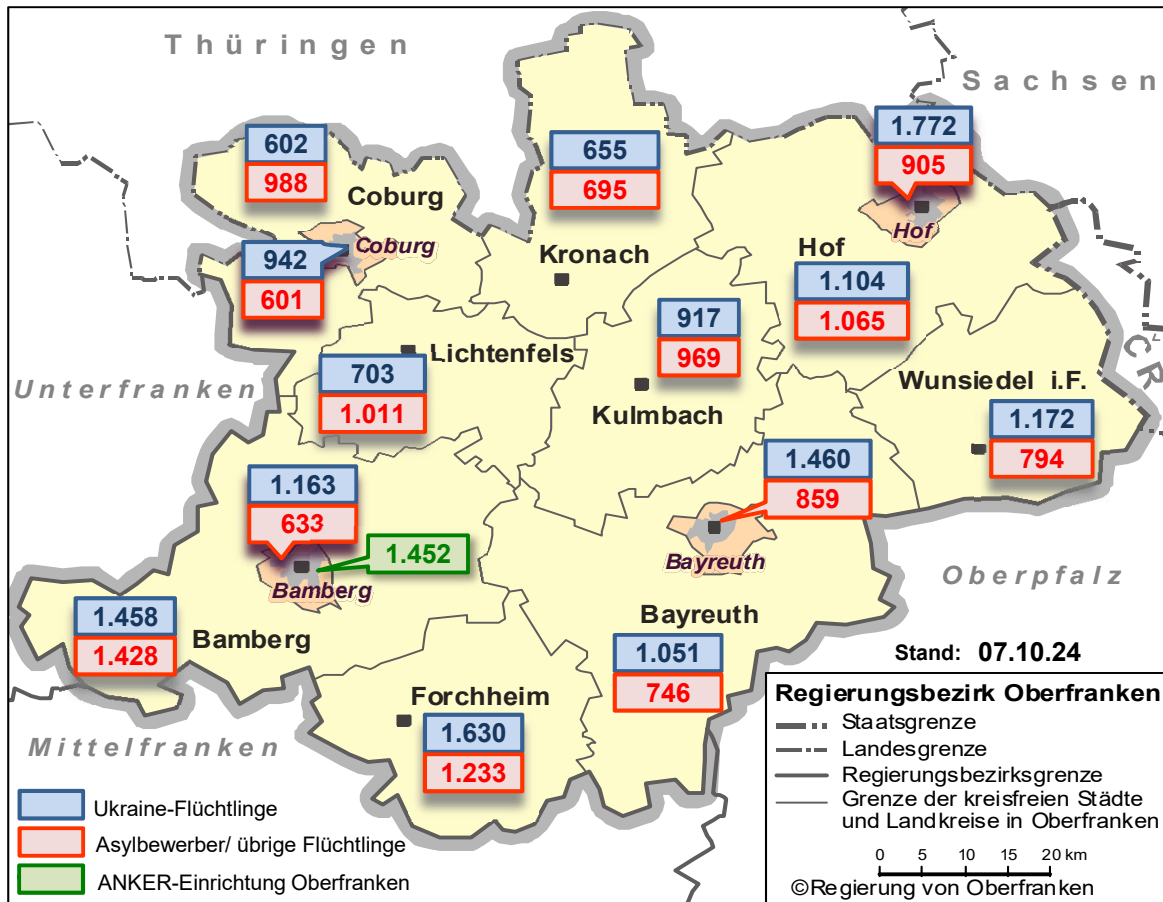 Thüringen
Sachsen
602
988
Coburg
655
695
1.772
905
Coburg
942
601
Kronach
Hof
Hof
1.104
1.065
ČR
917
969
Kulmbach
Lichtenfels
703
1.011
Unterfranken
Wunsiedel i.F.
1.172
794
1.460
859
1.163
633
1.452
Bamberg
Bayreuth
Oberpfalz
1.458
1.428
Bamberg
Bayreuth
1.051
746
Stand: 07.10.24
Forchheim
1.630
1.233
Mittelfranken
Ukraine-Flüchtlinge
Asylbewerber/ übrige Flüchtlinge
ANKER-Einrichtung Oberfranken
Regierungsbezirk Oberfranken
Staatsgrenze
Landesgrenze
Regierungsbezirksgrenze
Grenze der kreisfreien Städte
und Landkreise in Oberfranken
0 5 10 15 20 km
©Regierung von Oberfranken